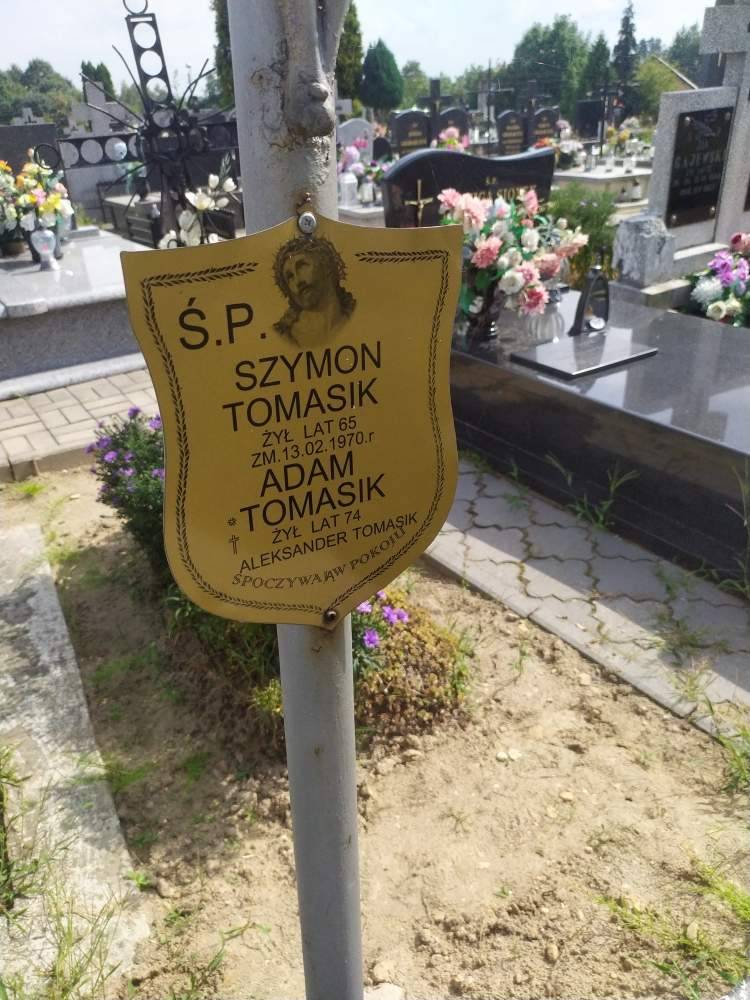 Ś.P.
SZYMON
TOMASIK
ŻYŁ LAT 65
ZM.13.02.1970.r
ADAM
TOMASIK
ŻYŁ LAT 74
ALEKSANDER TOMASIK
SPOCZYWAJĄ W POKOJU